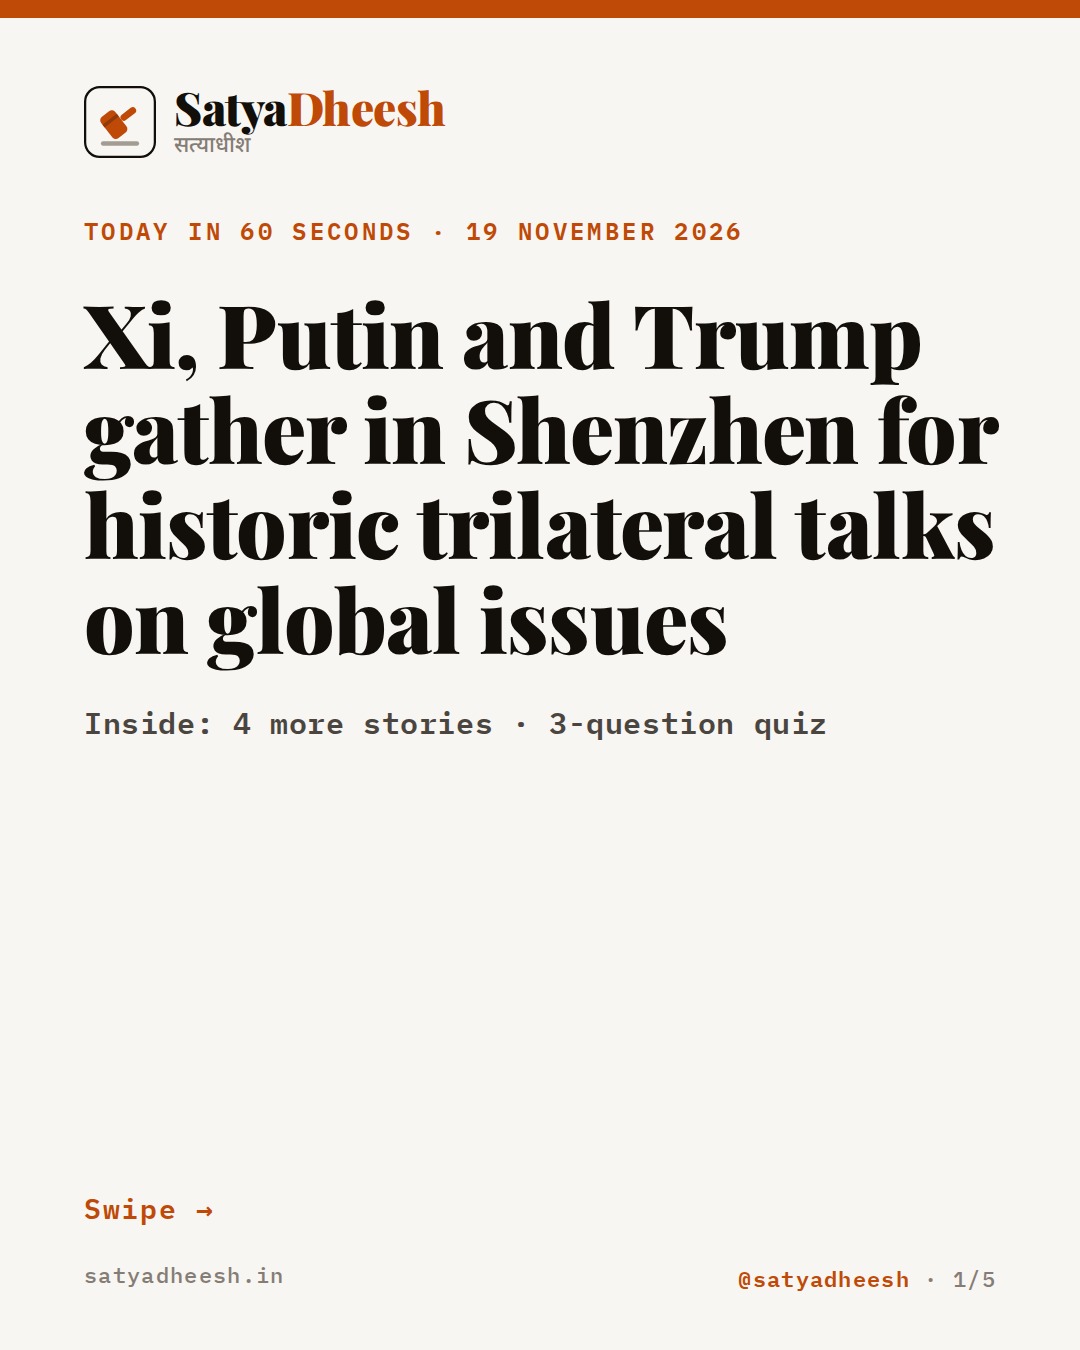 SatyaDheesh
सत्याधीश
TODAY IN 60 SECONDS · 19 NOVEMBER 2026
Xi, Putin and Trump
gather in Shenzhen for
historic trilateral talks
on global issues
Inside: 4 more stories · 3-question quiz
Swipe →
satyadheesh.in
@satyadheesh · 1/5